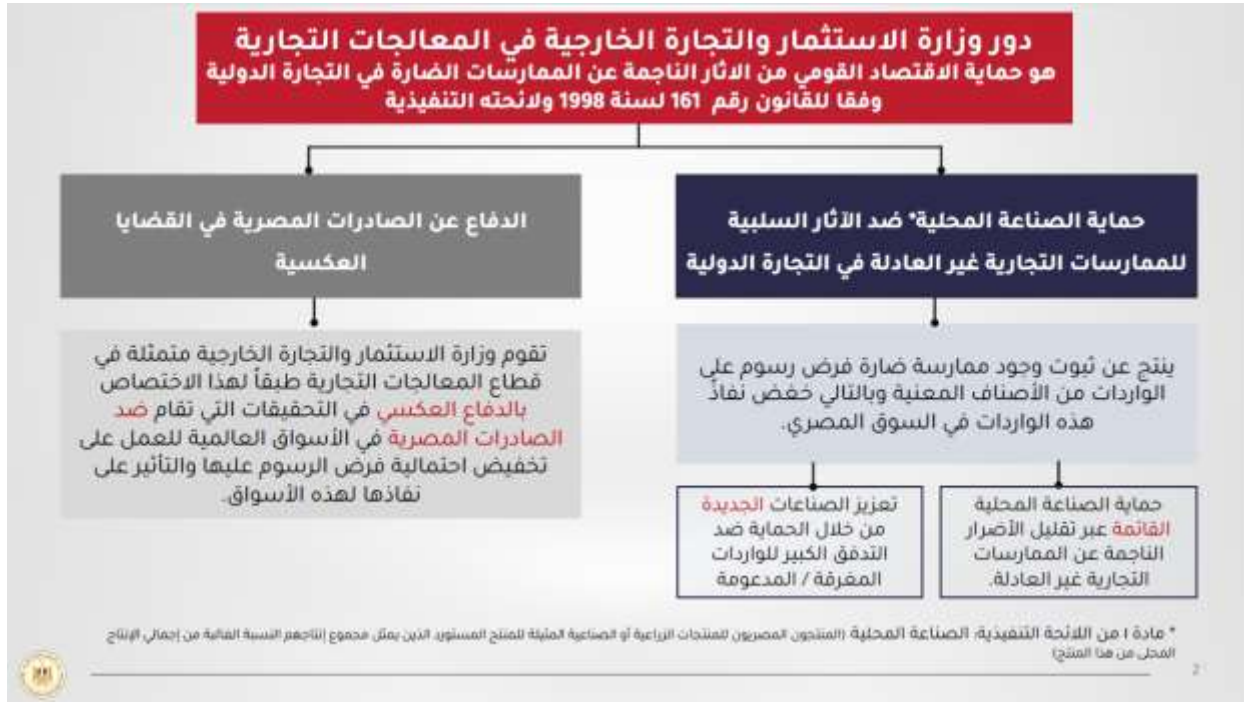 دور وزارة الاستثمار والتجارة الخارجية في المعالجات التجارية
هو حماية الاقتصاد القومي من الاثار الناجمة عن الممارسات الضارة في التجارة الدولية
وفقا للقانون رقم 161 لسنة 1998 ولائحته التنفيذية
حماية الصناعة المحلية* ضد الآثار السلبية
للممارسات التجارية غير العادلة في التجارة الدولية
ينتج عن ثبوت وجود ممارسة ضارة فرض رسوم على
الواردات من الأصناف المعنية وبالتالي خفض نفاذ
هذه الواردات في السوق المصري.
حماية الصناعة المحلية
القائمة عبر تقليل الأضرار
الناجمة عن الممارسات
التجارية غير العادلة.
تعزيز الصناعات الجديدة
من خلال الحماية ضد
التدفق الكبير للواردات
المغرقة / المدعومة
الدفاع عن الصادرات المصرية في القضايا
العكسية
تقوم وزارة الاستثمار والتجارة الخارجية متمثلة في
قطاع المعالجات التجارية طبقاً لهذا الاختصاص
بالدفاع العكسي في التحقيقات التي تقام ضد
الصادرات المصرية في الأسواق العالمية للعمل على
تخفيض احتمالية فرض الرسوم عليها والتأثير على
نفاذها لهذه الأسواق.
* مادة 1 من اللائحة التنفيذية: الصناعة المحلية (المنتجون المصريون للمنتجات الزراعية أو الصناعية المثيلة للمنتج المستورد الذين يمثل مجموع إنتاجهم النسبة الغالبة من إجمالي الإنتاج
المحلى من هذا المنتج)
2